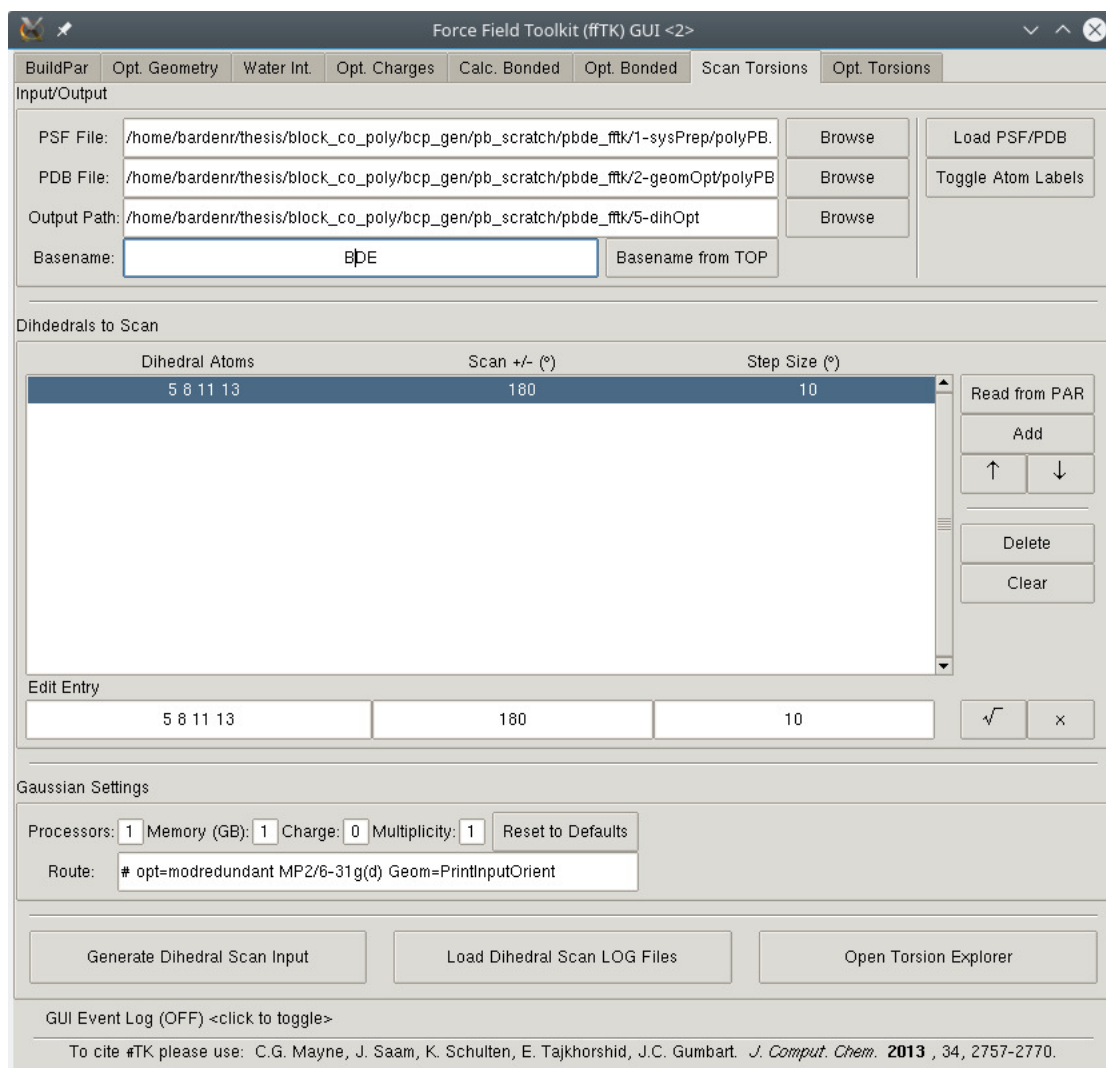 Force Field Toolkit (ffTK) GUI <2>
BuildPar Opt. Geometry Water Int. Opt. Charges Calc. Bonded Opt. Bonded Scan Torsions Opt. Torsions
Input/Output
PSF File: /home/bardenr/thesis/block_co_poly/bcp_gen/pb_scratch/pbde_fftk/1-sysPrep/polyPB. Browse Load PSF/PDB
PDB File: /home/bardenr/thesis/block_co_poly/bcp_gen/pb_scratch/pbde_fftk/2-geomOpt/polyPB Browse Toggle Atom Labels
Output Path: /home/bardenr/thesis/block_co_poly/bcp_gen/pb_scratch/pbde_fftk/5-dihOpt Browse
Basename: BDE Basename from TOP
Dihdedrals to Scan
Dihedral Atoms Scan +/- (º) Step Size (º)
5 8 11 13 180 10
Read from PAR
Add
↑ ↓
Delete
Clear
Edit Entry
5 8 11 13 180 10 √ ×
Gaussian Settings
Processors: 1 Memory (GB): 1 Charge: 0 Multiplicity: 1 Reset to Defaults
Route: # opt=modredundant MP2/6-31g(d) Geom=PrintInputOrient
Generate Dihedral Scan Input Load Dihedral Scan LOG Files Open Torsion Explorer
GUI Event Log (OFF) <click to toggle>
To cite ffTK please use: C.G. Mayne, J. Saam, K. Schulten, E. Tajkhorshid, J.C. Gumbart. J. Comput. Chem. 2013 , 34, 2757-2770.